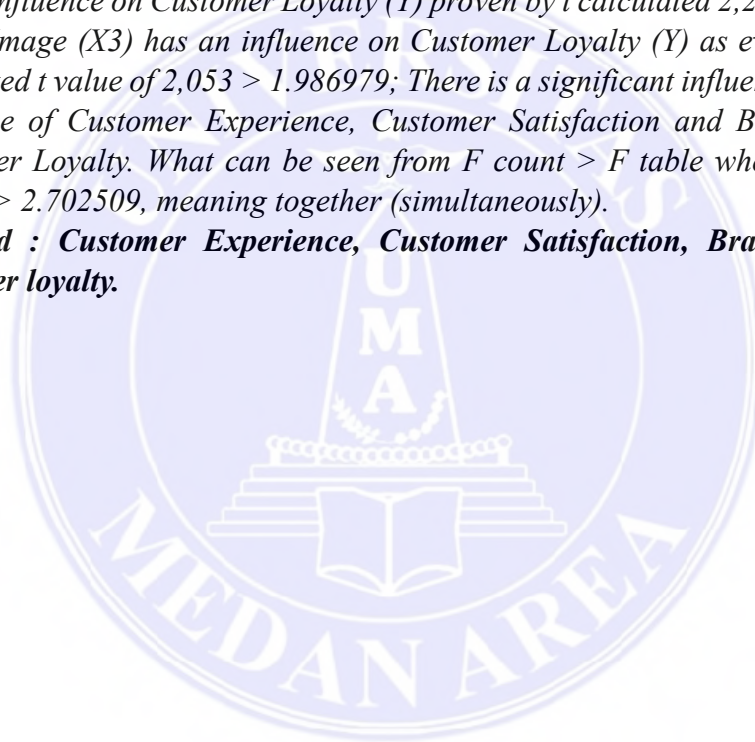 nfluence on Customer Loyalty (Y) proven by t calculated 2,2
mage (X3) has an influence on Customer Loyalty (Y) as e
ed t value of 2,053 > 1.986979; There is a significant influe
e of Customer Experience, Customer Satisfaction and B
er Loyalty. What can be seen from F count > F table wh
> 2.702509, meaning together (simultaneously).
d : Customer Experience, Customer Satisfaction, Bra
er loyalty.
UNIVERSITAS
U
M
A
MEDAN AREA